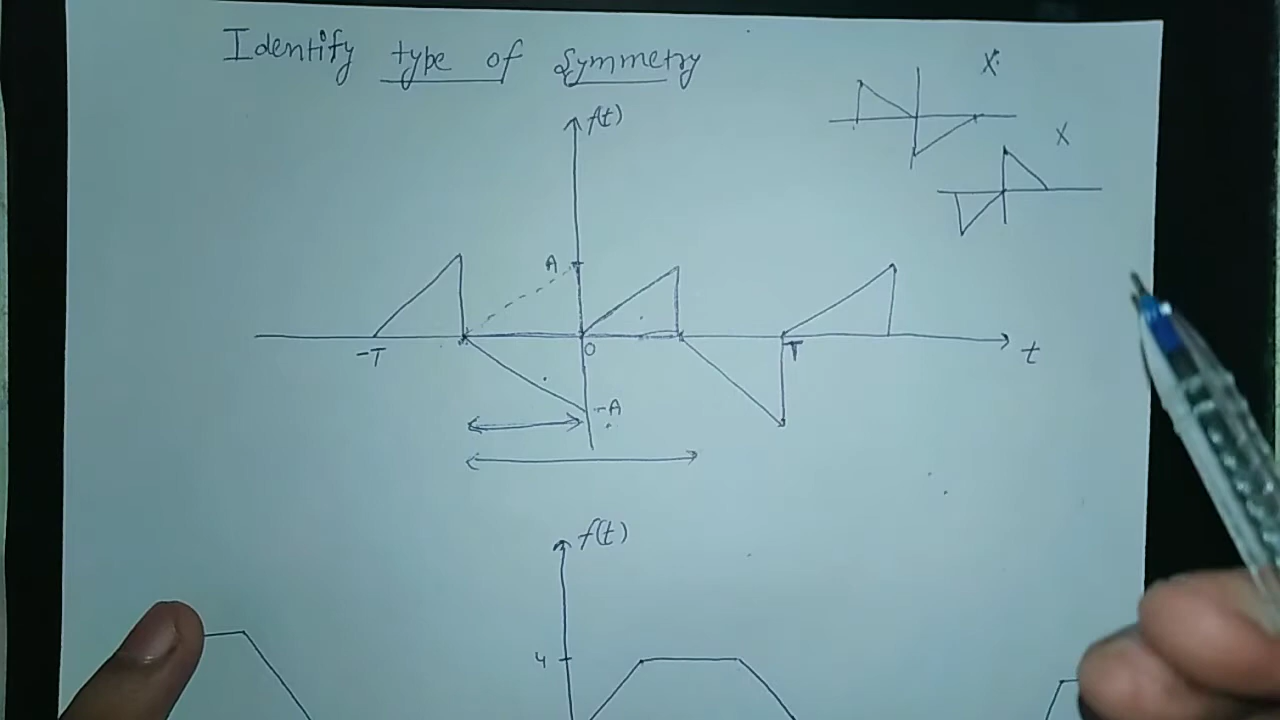 Identify type of Symmetry
X
f(t)
X
A
-T
0
T
t
-A
f(t)
4